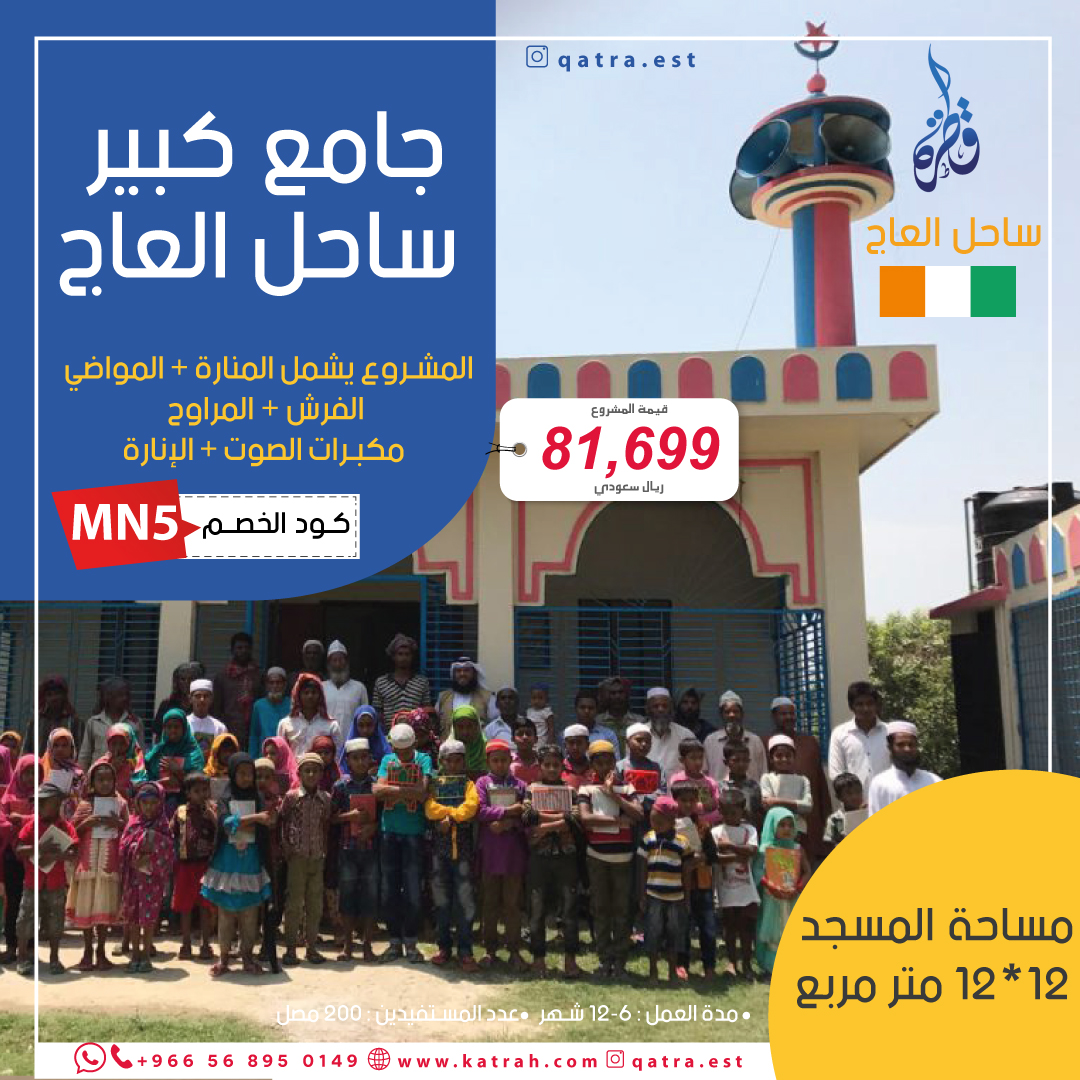 qatra.est
قطرة
ساحل العاج
جامع كبير
ساحل العاج
المشروع يشمل المنارة + المواضي
الفرش + المراوح
مكبرات الصوت + الإنارة
كود الخصم MN5
قيمة المشروع
81,699
ريال سعودي
مساحة المسجد
12*12 متر مربع
• مدة العمل : 6-12 شهر •عدد المستفيدين : 200 مصل
+966 56 895 0149 www.katrah.com qatra.est